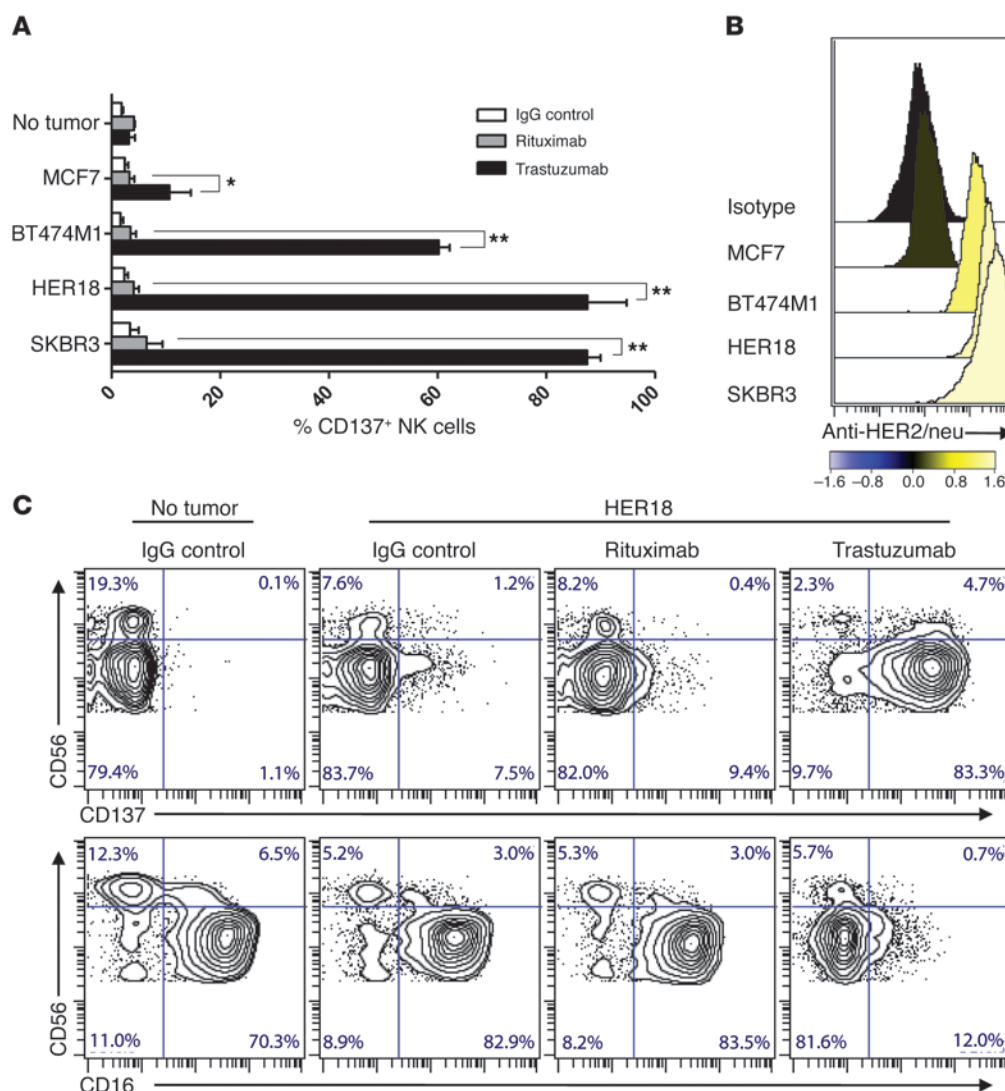 A
No tumor
MCF7
BT474M1
HER18
SKBR3
IgG control
Rituximab
Trastuzumab
*
**
**
**
0 20 40 60 80 100
% CD137⁺ NK cells
B
Isotype
MCF7
BT474M1
HER18
SKBR3
Anti-HER2/neu
−1.6 −0.8 0.0 0.8 1.6
C
No tumor HER18
IgG control IgG control Rituximab Trastuzumab
19.3% 0.1% 7.6% 1.2% 8.2% 0.4% 2.3% 4.7%
CD56
79.4% 1.1% 83.7% 7.5% 82.0% 9.4% 9.7% 83.3%
CD137
12.3% 6.5% 5.2% 3.0% 5.3% 3.0% 5.7% 0.7%
CD56
11.0% 70.3% 8.9% 82.9% 8.2% 83.5% 81.6% 12.0%
CD16